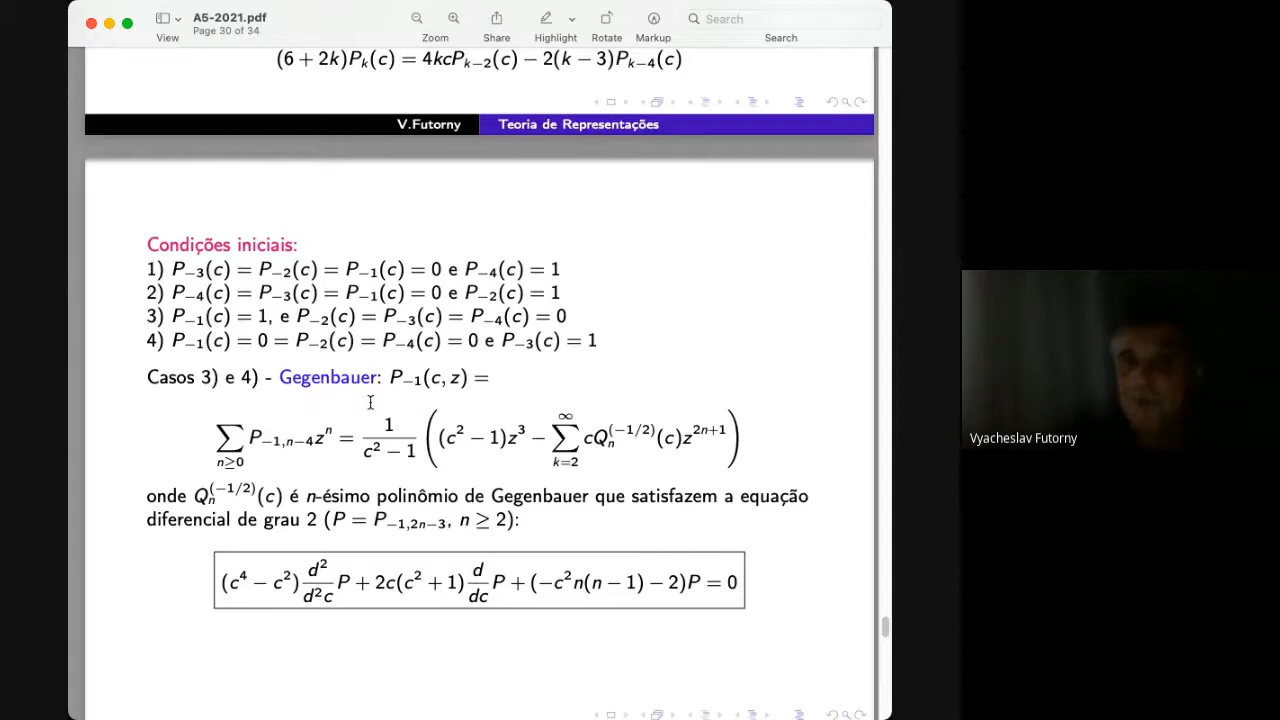 A5-2021.pdf
Page 30 of 34
View
Zoom
Share
Highlight
Rotate
Markup
Search
Search
(6 + 2k)P_k(c) = 4kcP_{k−2}(c) − 2(k − 3)P_{k−4}(c)
V.Futorny
Teoria de Representações
Condições iniciais:
1) P_{−3}(c) = P_{−2}(c) = P_{−1}(c) = 0 e P_{−4}(c) = 1
2) P_{−4}(c) = P_{−3}(c) = P_{−1}(c) = 0 e P_{−2}(c) = 1
3) P_{−1}(c) = 1, e P_{−2}(c) = P_{−3}(c) = P_{−4}(c) = 0
4) P_{−1}(c) = 0 = P_{−2}(c) = P_{−4}(c) = 0 e P_{−3}(c) = 1
Casos 3) e 4) - Gegenbauer: P_{−1}(c, z) =
∑_{n≥0} P_{−1,n−4}z^n = \frac{1}{c^2 − 1} ( (c^2 − 1)z^3 − ∑_{k=2}^{∞} cQ_n^{(−1/2)}(c)z^{2n+1} )
onde Q_n^{(−1/2)}(c) é n-ésimo polinômio de Gegenbauer que satisfazem a equação
diferencial de grau 2 (P = P_{−1,2n−3}, n ≥ 2):
(c^4 − c^2)\frac{d^2}{d^2c}P + 2c(c^2 + 1)\frac{d}{dc}P + (−c^2n(n − 1) − 2)P = 0
Vyacheslav Futorny